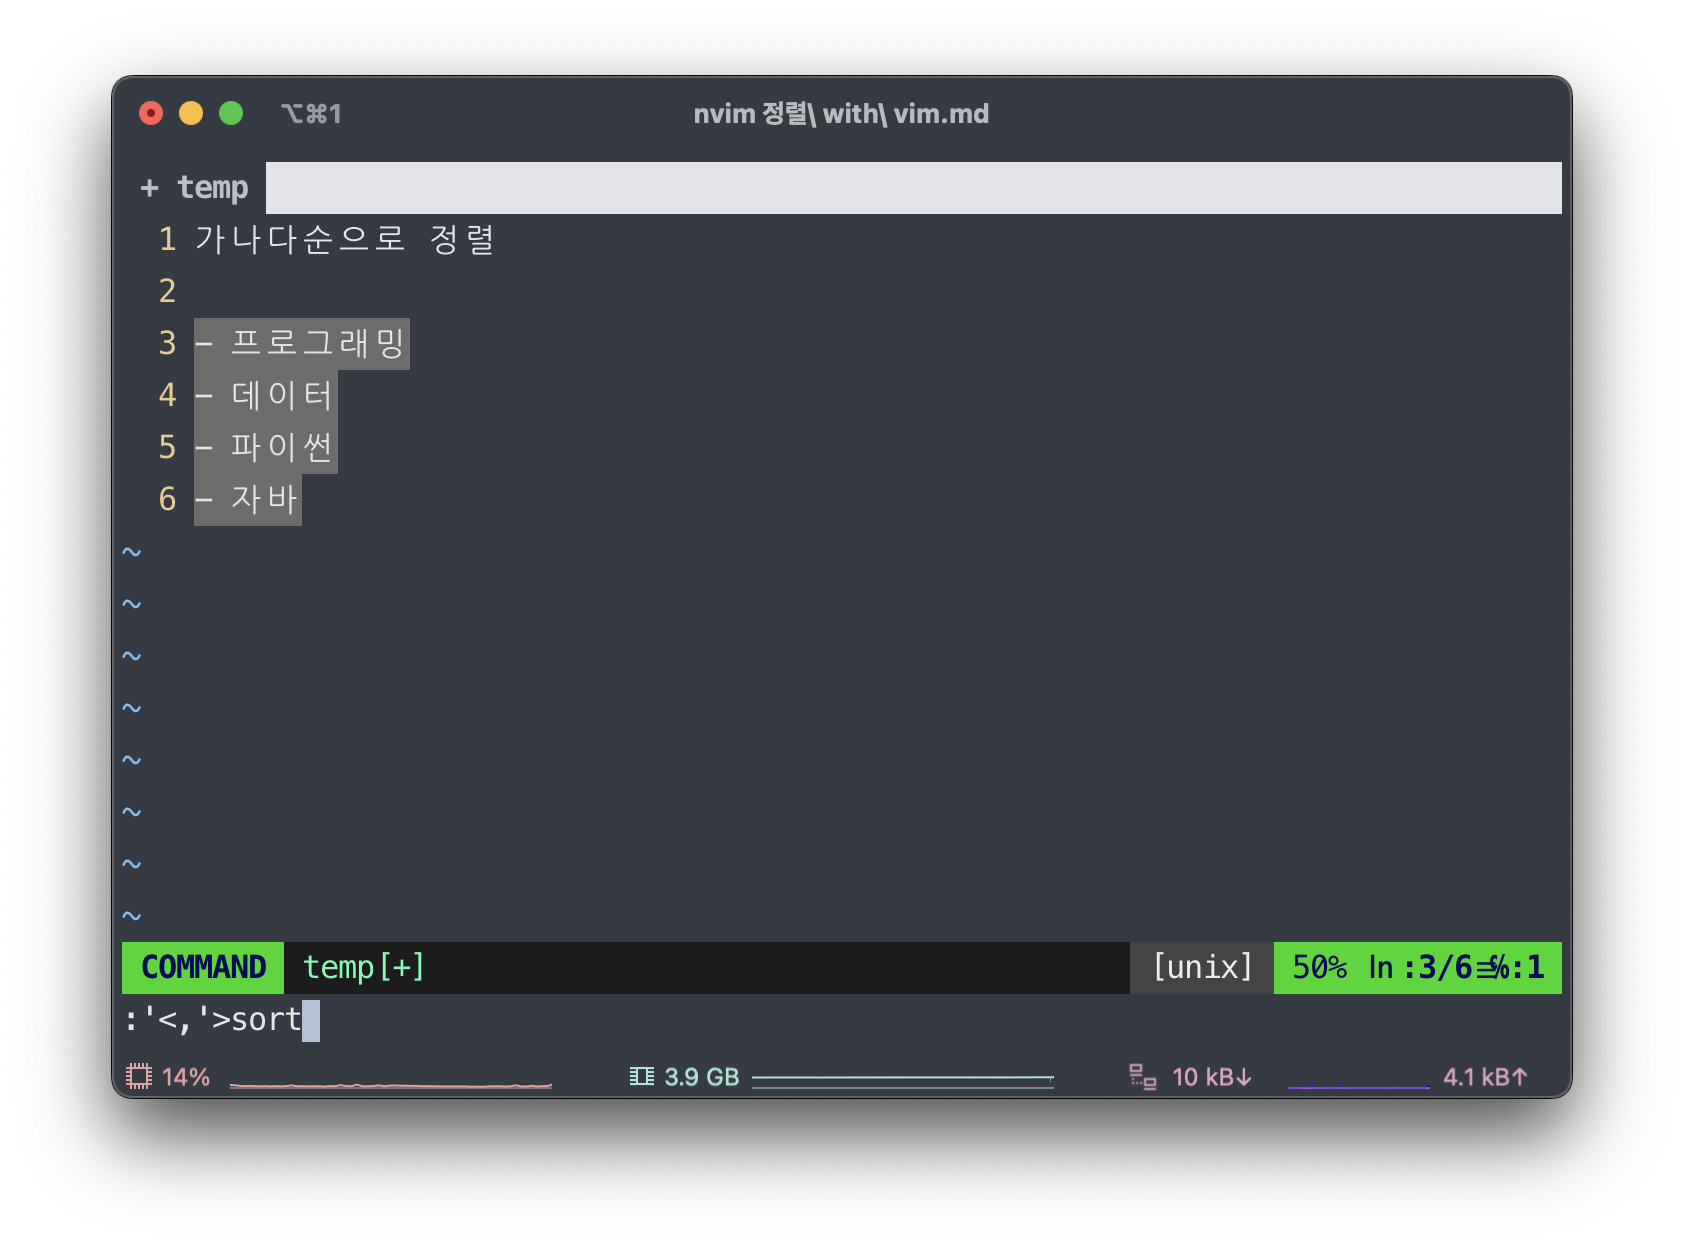 ⌥⌘1 nvim 정렬\ with\ vim.md
+ temp
1 가나다순으로 정렬
2
3 - 프로그래밍
4 - 데이터
5 - 파이썬
6 - 자바
~
~
~
~
~
~
~
~
COMMAND temp[+] [unix] 50% ln :3/6≡℅:1
:'<,'>sort
14% 3.9 GB 10 kB↓ 4.1 kB↑